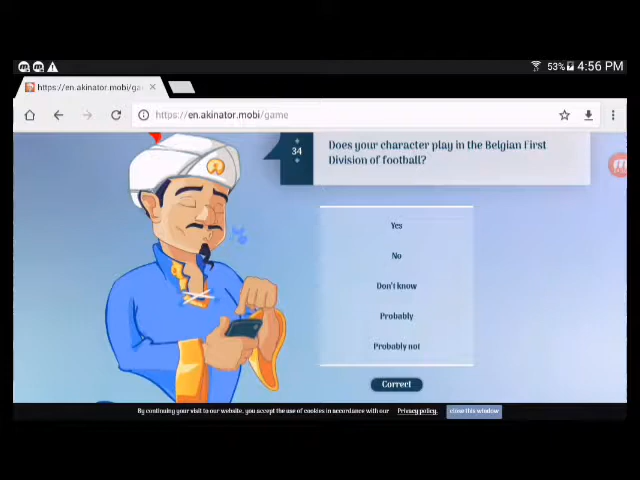 53% 4:56 PM
https://en.akinator.mobi/ga
https://en.akinator.mobi/game
34
Does your character play in the Belgian First
Division of football?
Yes
No
Don't know
Probably
Probably not
Correct
By continuing your visit to our website, you accept the use of cookies in accordance with our Privacy policy. close this window